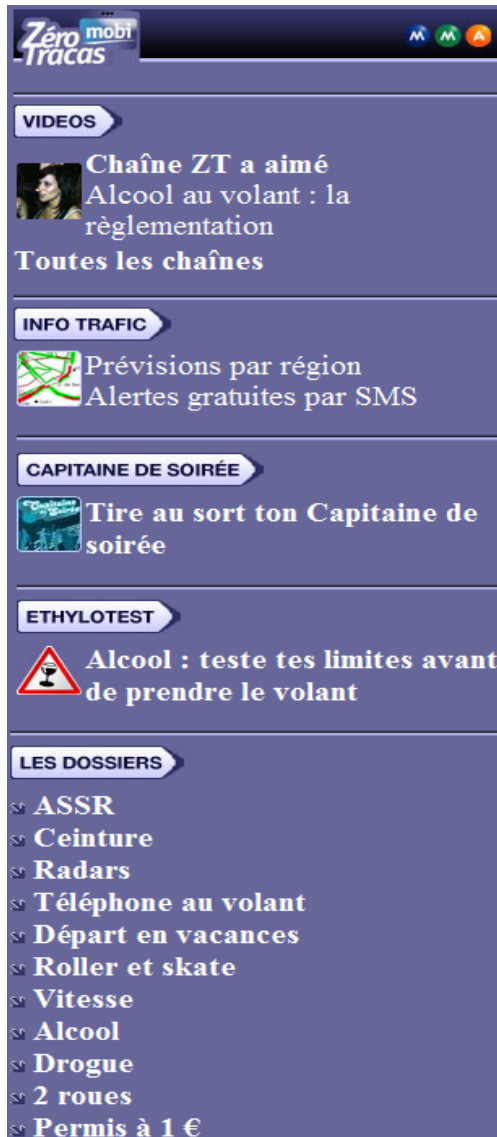 Zéro mobi
Tracas
M M A
VIDEOS
Chaîne ZT a aimé
Alcool au volant : la
règlementation
Toutes les chaînes
INFO TRAFIC
Prévisions par région
Alertes gratuites par SMS
CAPITAINE DE SOIRÉE
Capitaine
de Soirée
Tire au sort ton Capitaine de
soirée
ETHYLOTEST
Alcool : teste tes limites avant
de prendre le volant
LES DOSSIERS
ASSR
Ceinture
Radars
Téléphone au volant
Départ en vacances
Roller et skate
Vitesse
Alcool
Drogue
2 roues
Permis à 1 €